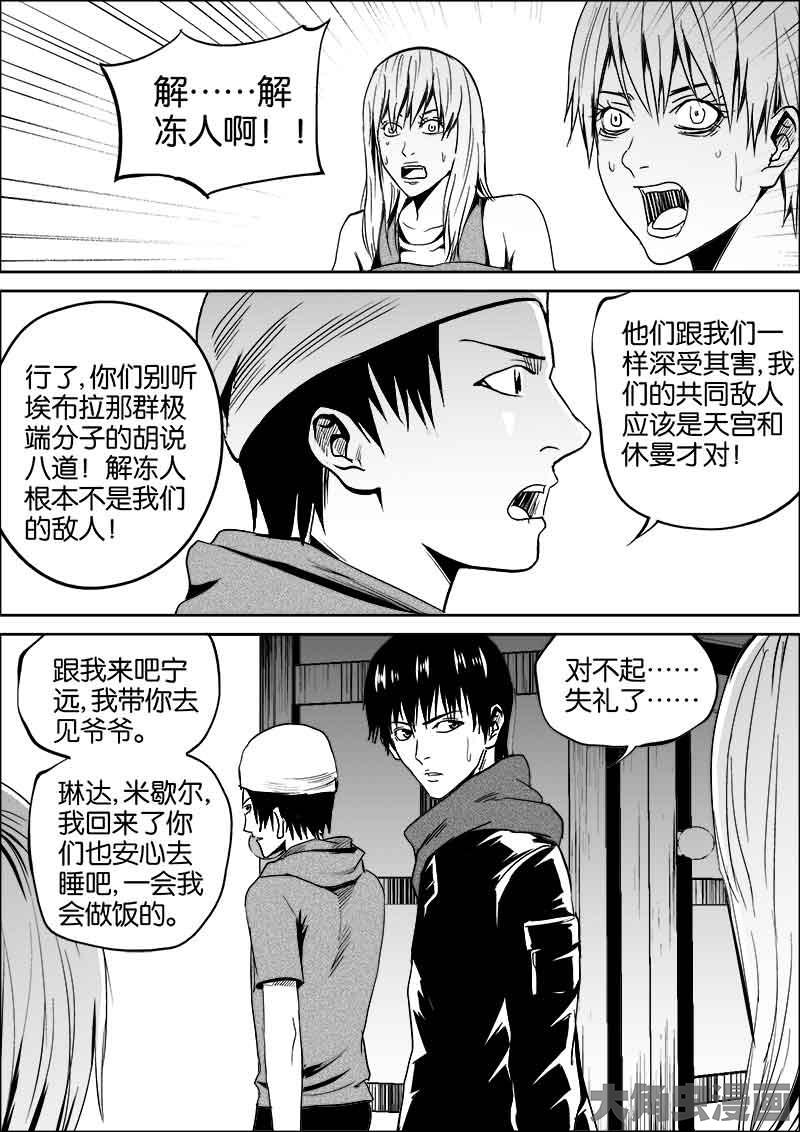 解……解
冻人啊！！
行了,你们别听
埃布拉那群极
端分子的胡说
八道！解冻人
根本不是我们
的敌人！
他们跟我们一
样深受其害,我
们的共同敌人
应该是天宫和
休曼才对！
跟我来吧宁
远,我带你去
见爷爷。
琳达,米歇尔,
我回来了你
们也安心去
睡吧,一会我
会做饭的。
对不起……
失礼了……
大角虫漫画